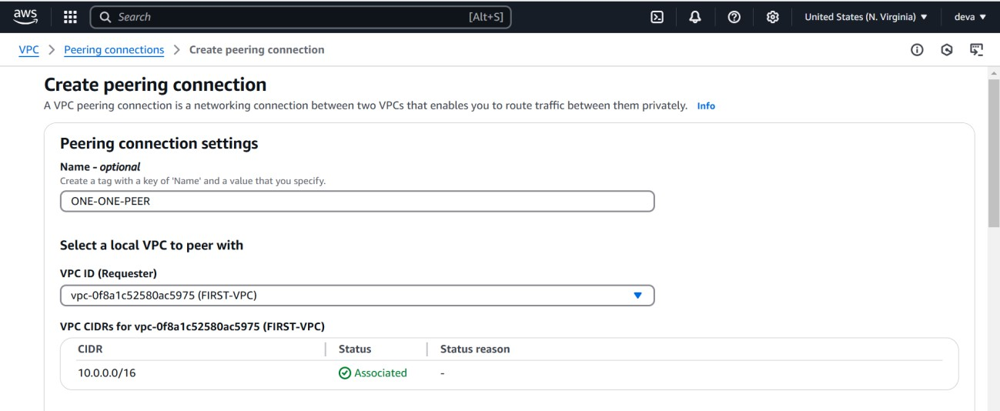 aws Search [Alt+S] United States (N. Virginia) deva
VPC > Peering connections > Create peering connection
Create peering connection
A VPC peering connection is a networking connection between two VPCs that enables you to route traffic between them privately. Info
Peering connection settings
Name - optional
Create a tag with a key of 'Name' and a value that you specify.
ONE-ONE-PEER
Select a local VPC to peer with
VPC ID (Requester)
vpc-0f8a1c52580ac5975 (FIRST-VPC)
VPC CIDRs for vpc-0f8a1c52580ac5975 (FIRST-VPC)
CIDR Status Status reason
10.0.0.0/16 Associated -